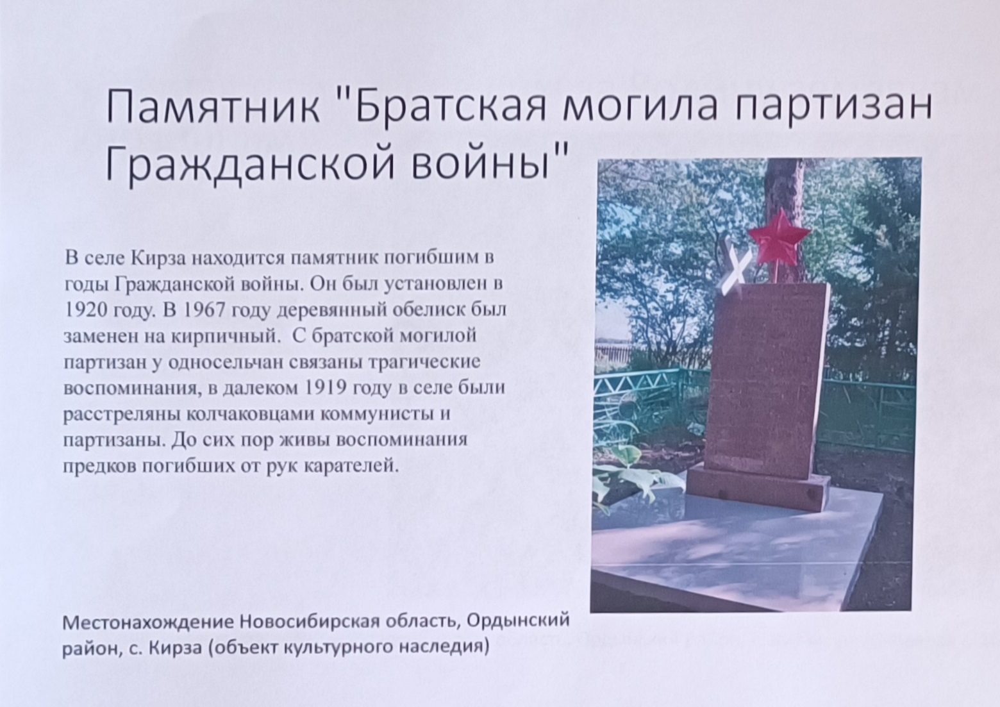 Памятник "Братская могила партизан
Гражданской войны"
В селе Кирза находится памятник погибшим в
годы Гражданской войны. Он был установлен в
1920 году. В 1967 году деревянный обелиск был
заменен на кирпичный.  С братской могилой
партизан у односельчан связаны трагические
воспоминания, в далеком 1919 году в селе были
расстреляны колчаковцами коммунисты и
партизаны. До сих пор живы воспоминания
предков погибших от рук карателей.
Местонахождение Новосибирская область, Ордынский
район, с. Кирза (объект культурного наследия)